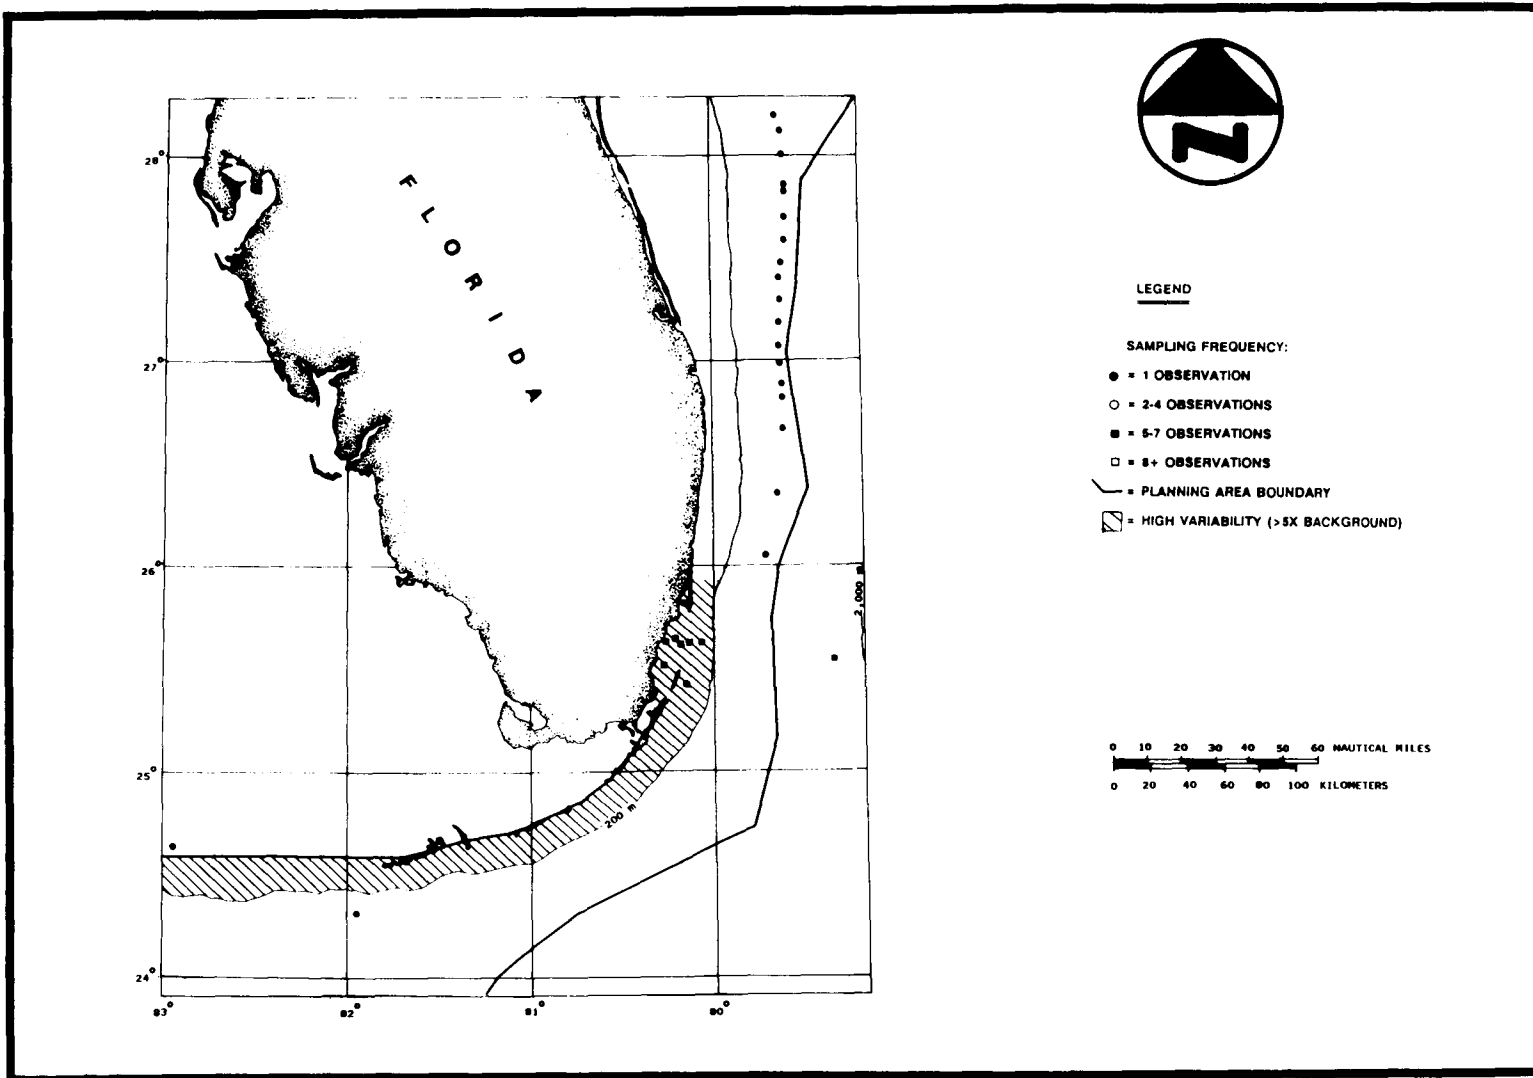 N
28°
FLORIDA
27°
26°
25°
24°
83°
82°
81°
80°
200 m
2,000 m
LEGEND
SAMPLING FREQUENCY:
● = 1 OBSERVATION
○ = 2-4 OBSERVATIONS
■ = 5-7 OBSERVATIONS
□ = 8+ OBSERVATIONS
= PLANNING AREA BOUNDARY
= HIGH VARIABILITY (>5X BACKGROUND)
0 10 20 30 40 50 60 NAUTICAL MILES
0 20 40 60 80 100 KILOMETERS